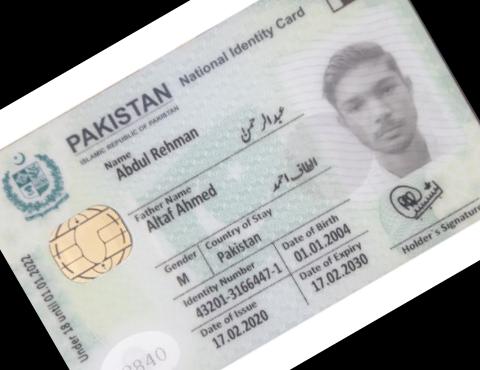 PAKISTAN National Identity Card
ISLAMIC REPUBLIC OF PAKISTAN
Name
Abdul Rehman
عبدالرحمٰن
Father Name
Altaf Ahmed
الطاف احمد
Gender Country of Stay
M Pakistan
Identity Number Date of Birth
43201-3166447-1 01.01.2004
Date of Issue Date of Expiry
17.02.2020 17.02.2030
Holder's Signature
Under 18 until 01.01.2022
2840